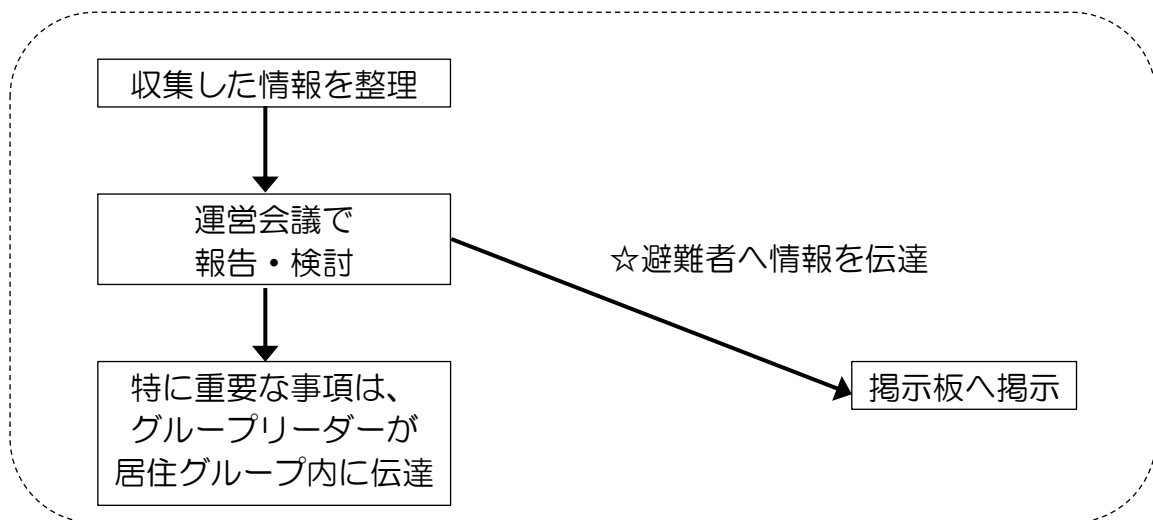 収集した情報を整理
運営会議で
報告・検討
☆避難者へ情報を伝達
特に重要な事項は、
グループリーダーが
居住グループ内に伝達
掲示板へ掲示